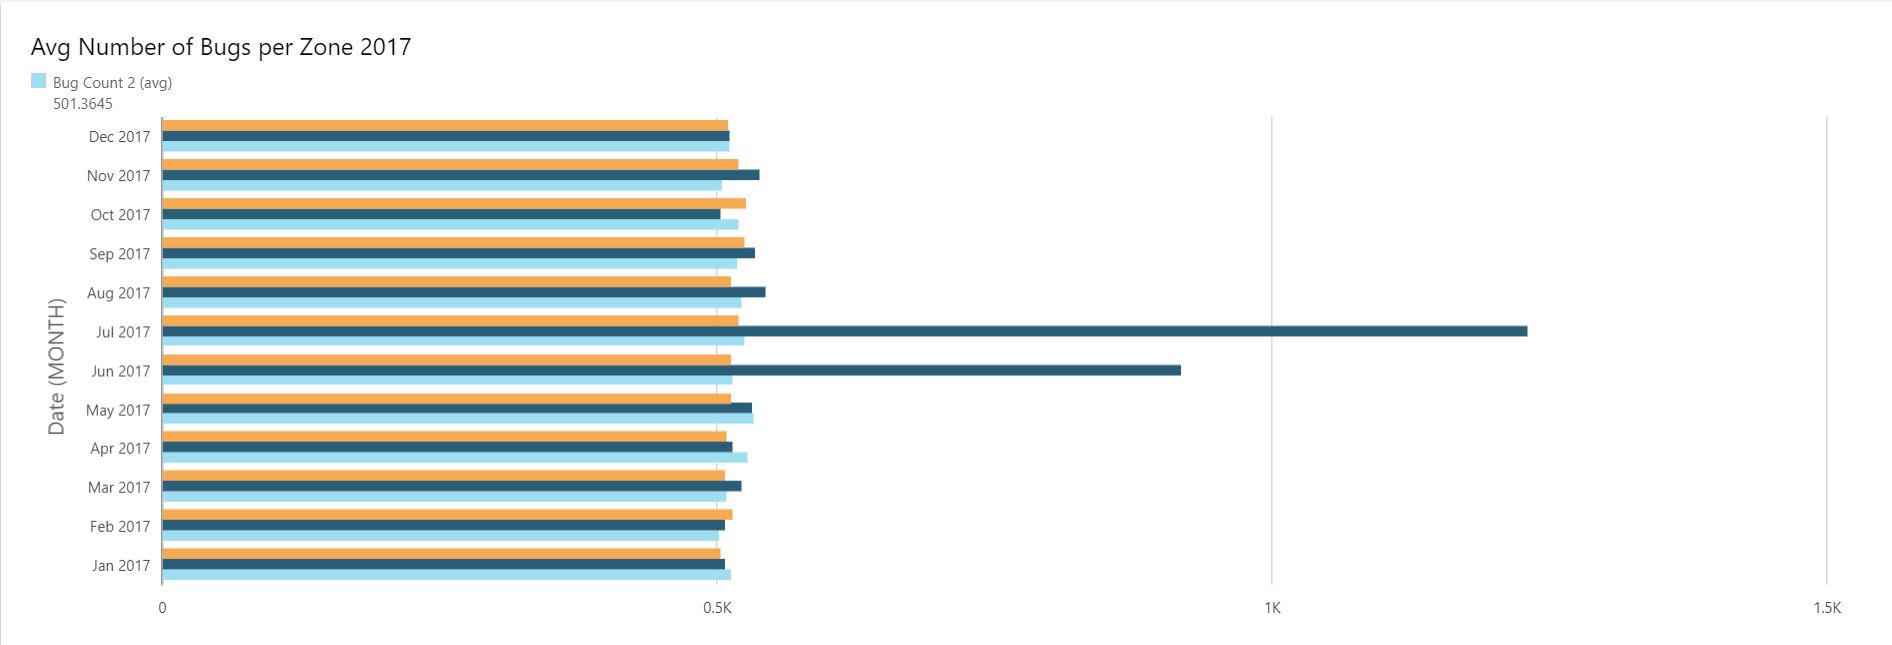 Avg Number of Bugs per Zone 2017
Bug Count 2 (avg)
501.3645
Dec 2017
Nov 2017
Oct 2017
Sep 2017
Aug 2017
Jul 2017
Jun 2017
May 2017
Apr 2017
Mar 2017
Feb 2017
Jan 2017
Date (MONTH)
0
0.5K
1K
1.5K